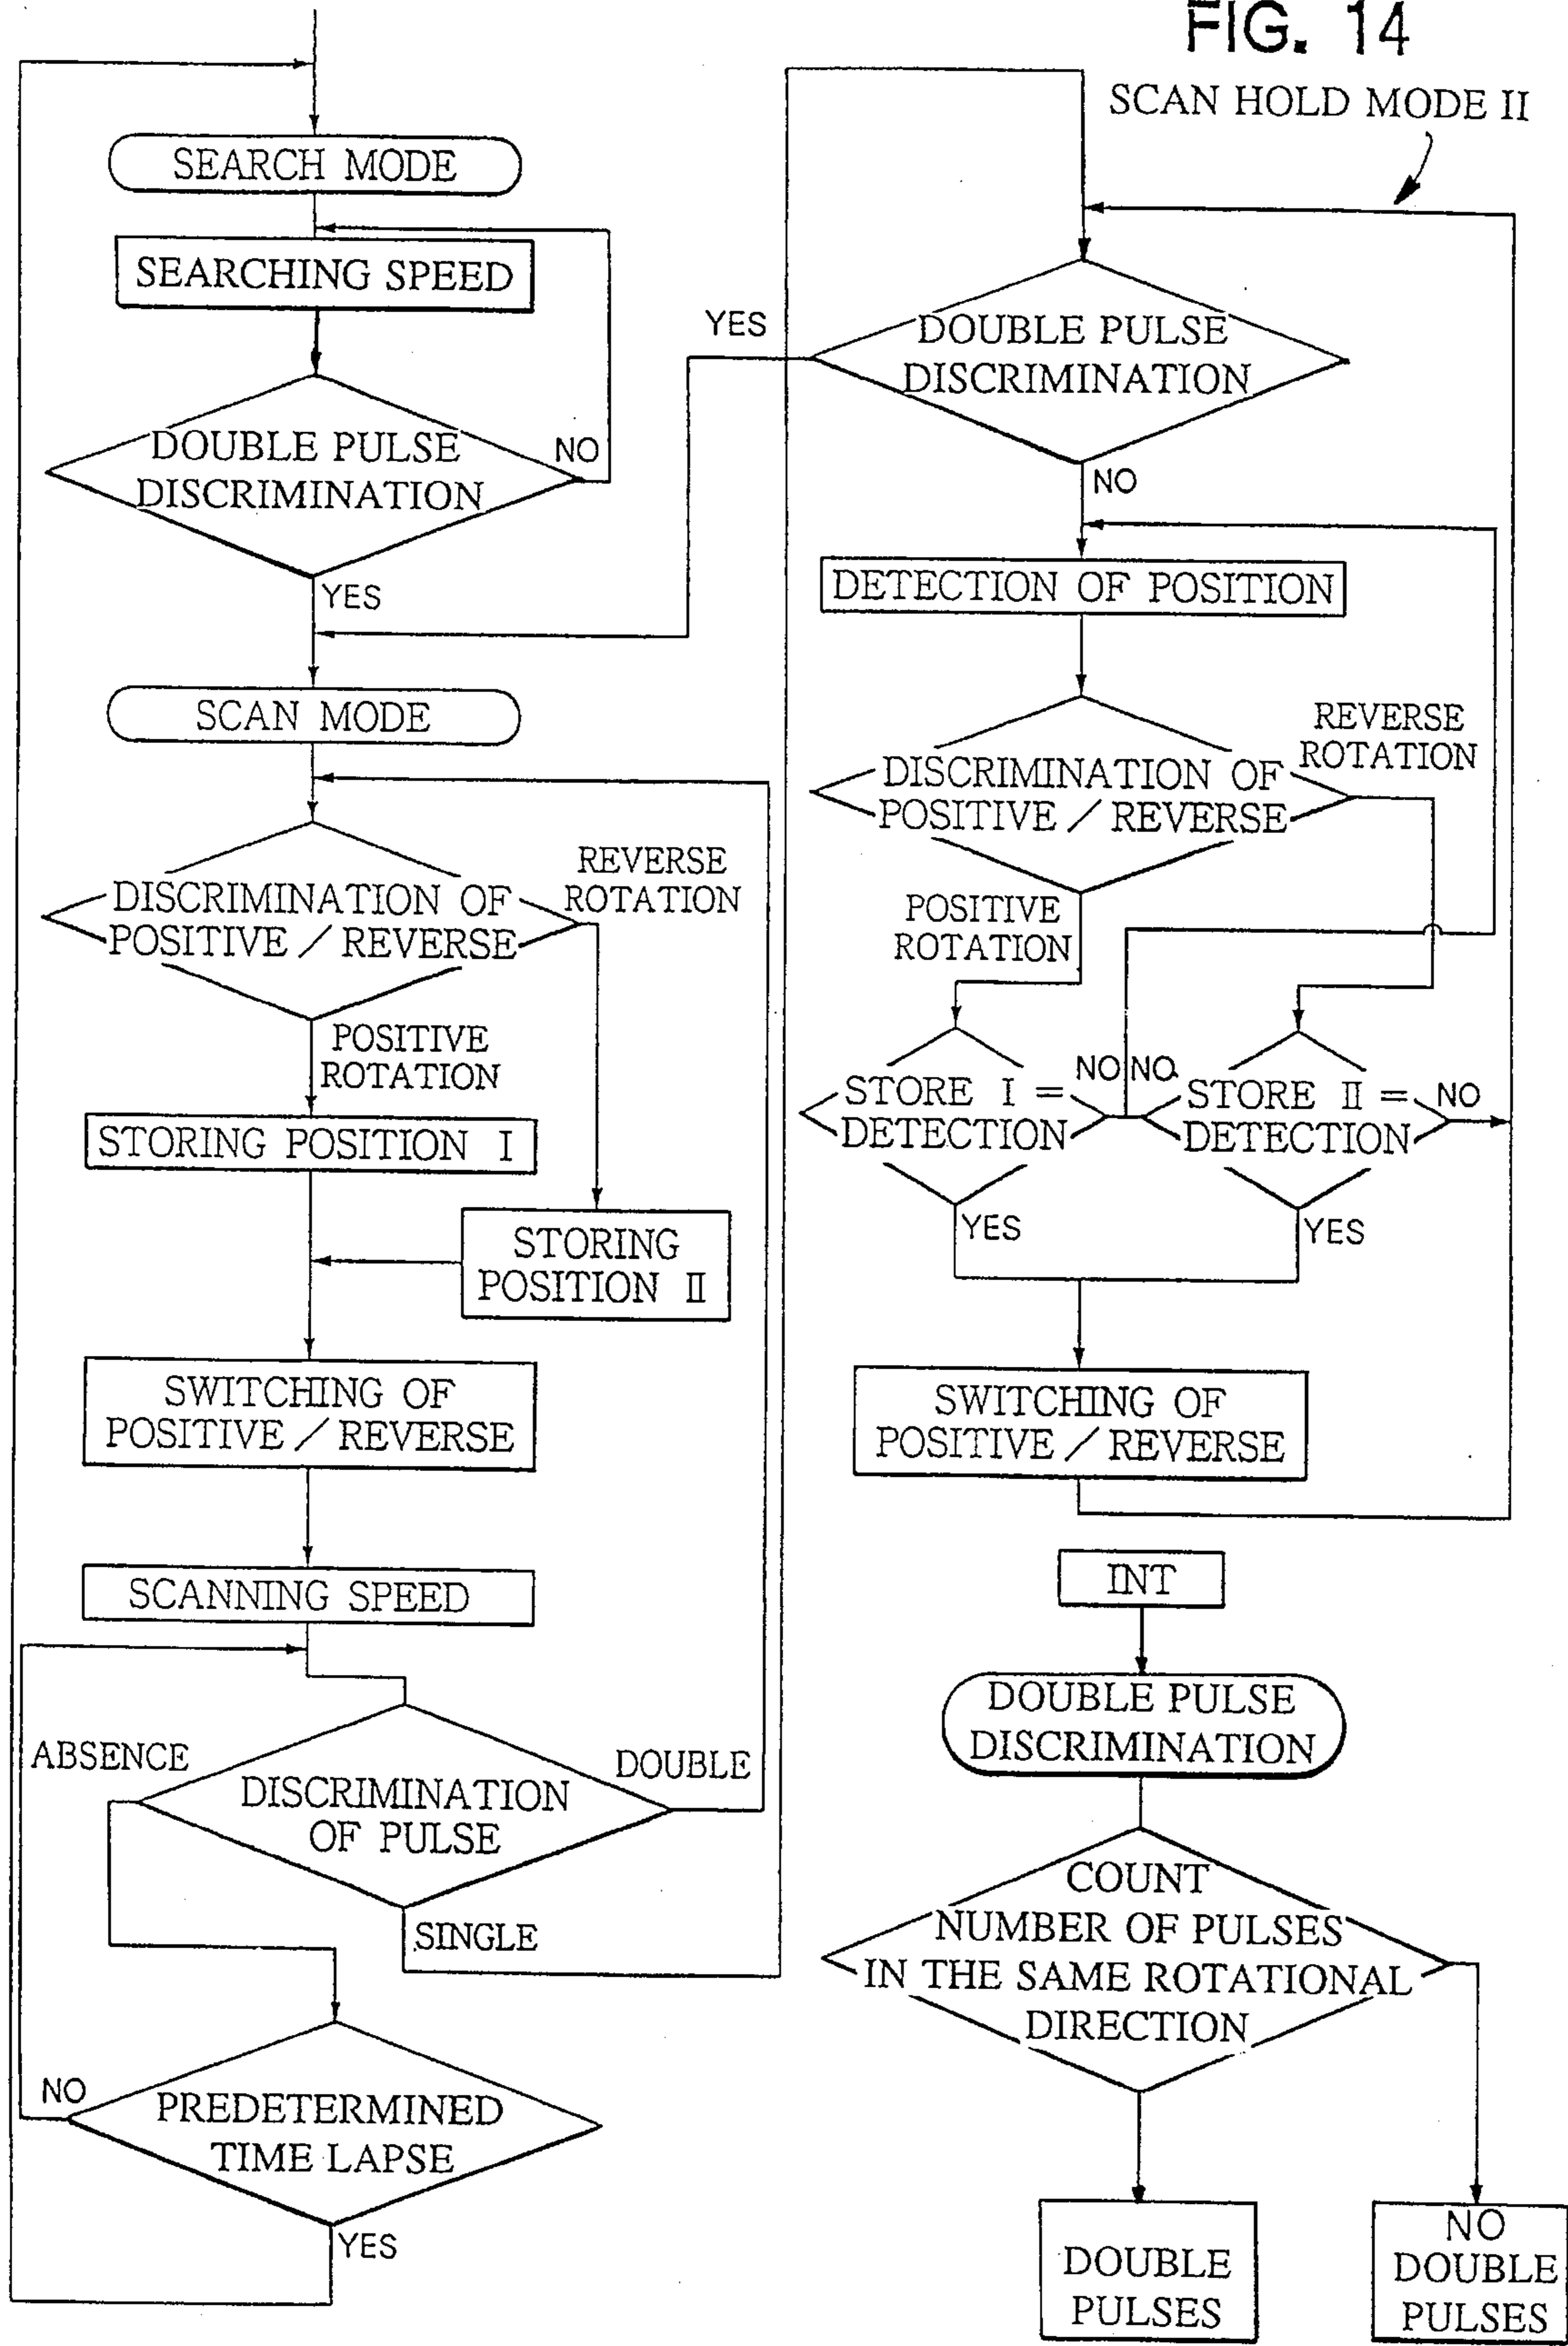 FIG. 14
SCAN HOLD MODE II
SEARCH MODE
SEARCHING SPEED
DOUBLE PULSE
DISCRIMINATION
NO
YES
SCAN MODE
DISCRIMINATION OF
POSITIVE / REVERSE
REVERSE
ROTATION
POSITIVE
ROTATION
STORING POSITION I
STORING
POSITION II
SWITCHING OF
POSITIVE / REVERSE
SCANNING SPEED
ABSENCE
DOUBLE
DISCRIMINATION
OF PULSE
SINGLE
NO
PREDETERMINED
TIME LAPSE
YES
YES
DOUBLE PULSE
DISCRIMINATION
NO
DETECTION OF POSITION
REVERSE
ROTATION
DISCRIMINATION OF
POSITIVE / REVERSE
POSITIVE
ROTATION
STORE I =
DETECTION
NO
NO
STORE II =
DETECTION
NO
YES
YES
SWITCHING OF
POSITIVE / REVERSE
INT
DOUBLE PULSE
DISCRIMINATION
COUNT
NUMBER OF PULSES
IN THE SAME ROTATIONAL
DIRECTION
DOUBLE
PULSES
NO
DOUBLE
PULSES